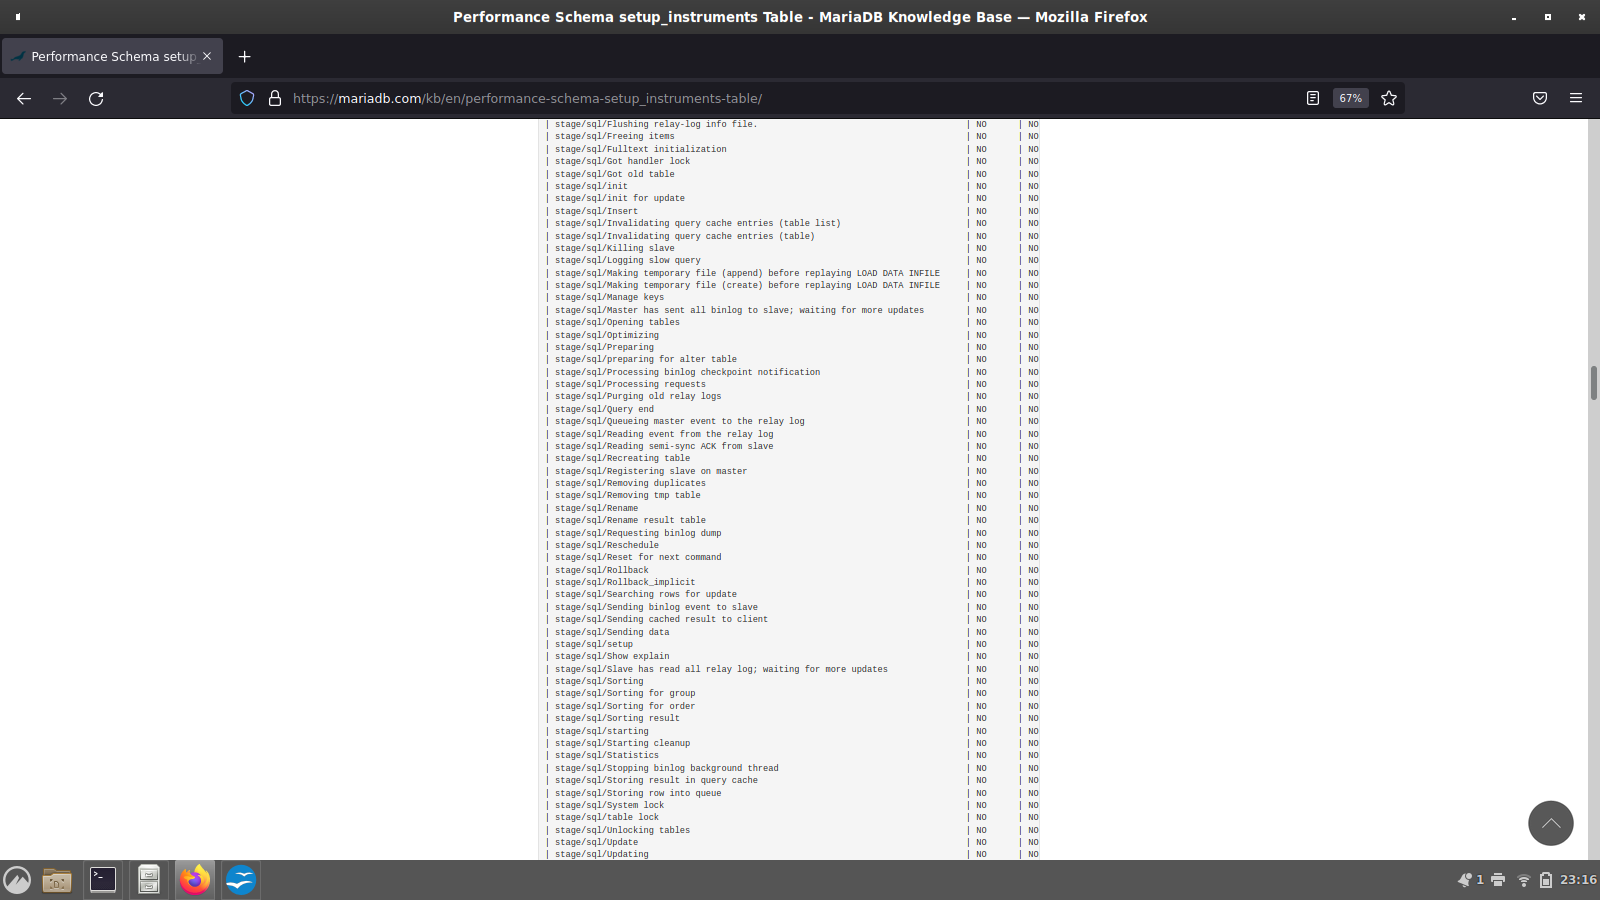 Performance Schema setup_instruments Table - MariaDB Knowledge Base — Mozilla Firefox
Performance Schema setup_
https://mariadb.com/kb/en/performance-schema-setup_instruments-table/
67%
| stage/sql/Flushing relay-log info file. | NO | NO
| stage/sql/Freeing items | NO | NO
| stage/sql/Fulltext initialization | NO | NO
| stage/sql/Got handler lock | NO | NO
| stage/sql/Got old table | NO | NO
| stage/sql/init | NO | NO
| stage/sql/init for update | NO | NO
| stage/sql/Insert | NO | NO
| stage/sql/Invalidating query cache entries (table list) | NO | NO
| stage/sql/Invalidating query cache entries (table) | NO | NO
| stage/sql/Killing slave | NO | NO
| stage/sql/Logging slow query | NO | NO
| stage/sql/Making temporary file (append) before replaying LOAD DATA INFILE | NO | NO
| stage/sql/Making temporary file (create) before replaying LOAD DATA INFILE | NO | NO
| stage/sql/Manage keys | NO | NO
| stage/sql/Master has sent all binlog to slave; waiting for more updates | NO | NO
| stage/sql/Opening tables | NO | NO
| stage/sql/Optimizing | NO | NO
| stage/sql/Preparing | NO | NO
| stage/sql/preparing for alter table | NO | NO
| stage/sql/Processing binlog checkpoint notification | NO | NO
| stage/sql/Processing requests | NO | NO
| stage/sql/Purging old relay logs | NO | NO
| stage/sql/Query end | NO | NO
| stage/sql/Queueing master event to the relay log | NO | NO
| stage/sql/Reading event from the relay log | NO | NO
| stage/sql/Reading semi-sync ACK from slave | NO | NO
| stage/sql/Recreating table | NO | NO
| stage/sql/Registering slave on master | NO | NO
| stage/sql/Removing duplicates | NO | NO
| stage/sql/Removing tmp table | NO | NO
| stage/sql/Rename | NO | NO
| stage/sql/Rename result table | NO | NO
| stage/sql/Requesting binlog dump | NO | NO
| stage/sql/Reschedule | NO | NO
| stage/sql/Reset for next command | NO | NO
| stage/sql/Rollback | NO | NO
| stage/sql/Rollback_implicit | NO | NO
| stage/sql/Searching rows for update | NO | NO
| stage/sql/Sending binlog event to slave | NO | NO
| stage/sql/Sending cached result to client | NO | NO
| stage/sql/Sending data | NO | NO
| stage/sql/setup | NO | NO
| stage/sql/Show explain | NO | NO
| stage/sql/Slave has read all relay log; waiting for more updates | NO | NO
| stage/sql/Sorting | NO | NO
| stage/sql/Sorting for group | NO | NO
| stage/sql/Sorting for order | NO | NO
| stage/sql/Sorting result | NO | NO
| stage/sql/starting | NO | NO
| stage/sql/Starting cleanup | NO | NO
| stage/sql/Statistics | NO | NO
| stage/sql/Stopping binlog background thread | NO | NO
| stage/sql/Storing result in query cache | NO | NO
| stage/sql/Storing row into queue | NO | NO
| stage/sql/System lock | NO | NO
| stage/sql/table lock | NO | NO
| stage/sql/Unlocking tables | NO | NO
| stage/sql/Update | NO | NO
| stage/sql/Updating | NO | NO
1
23:16